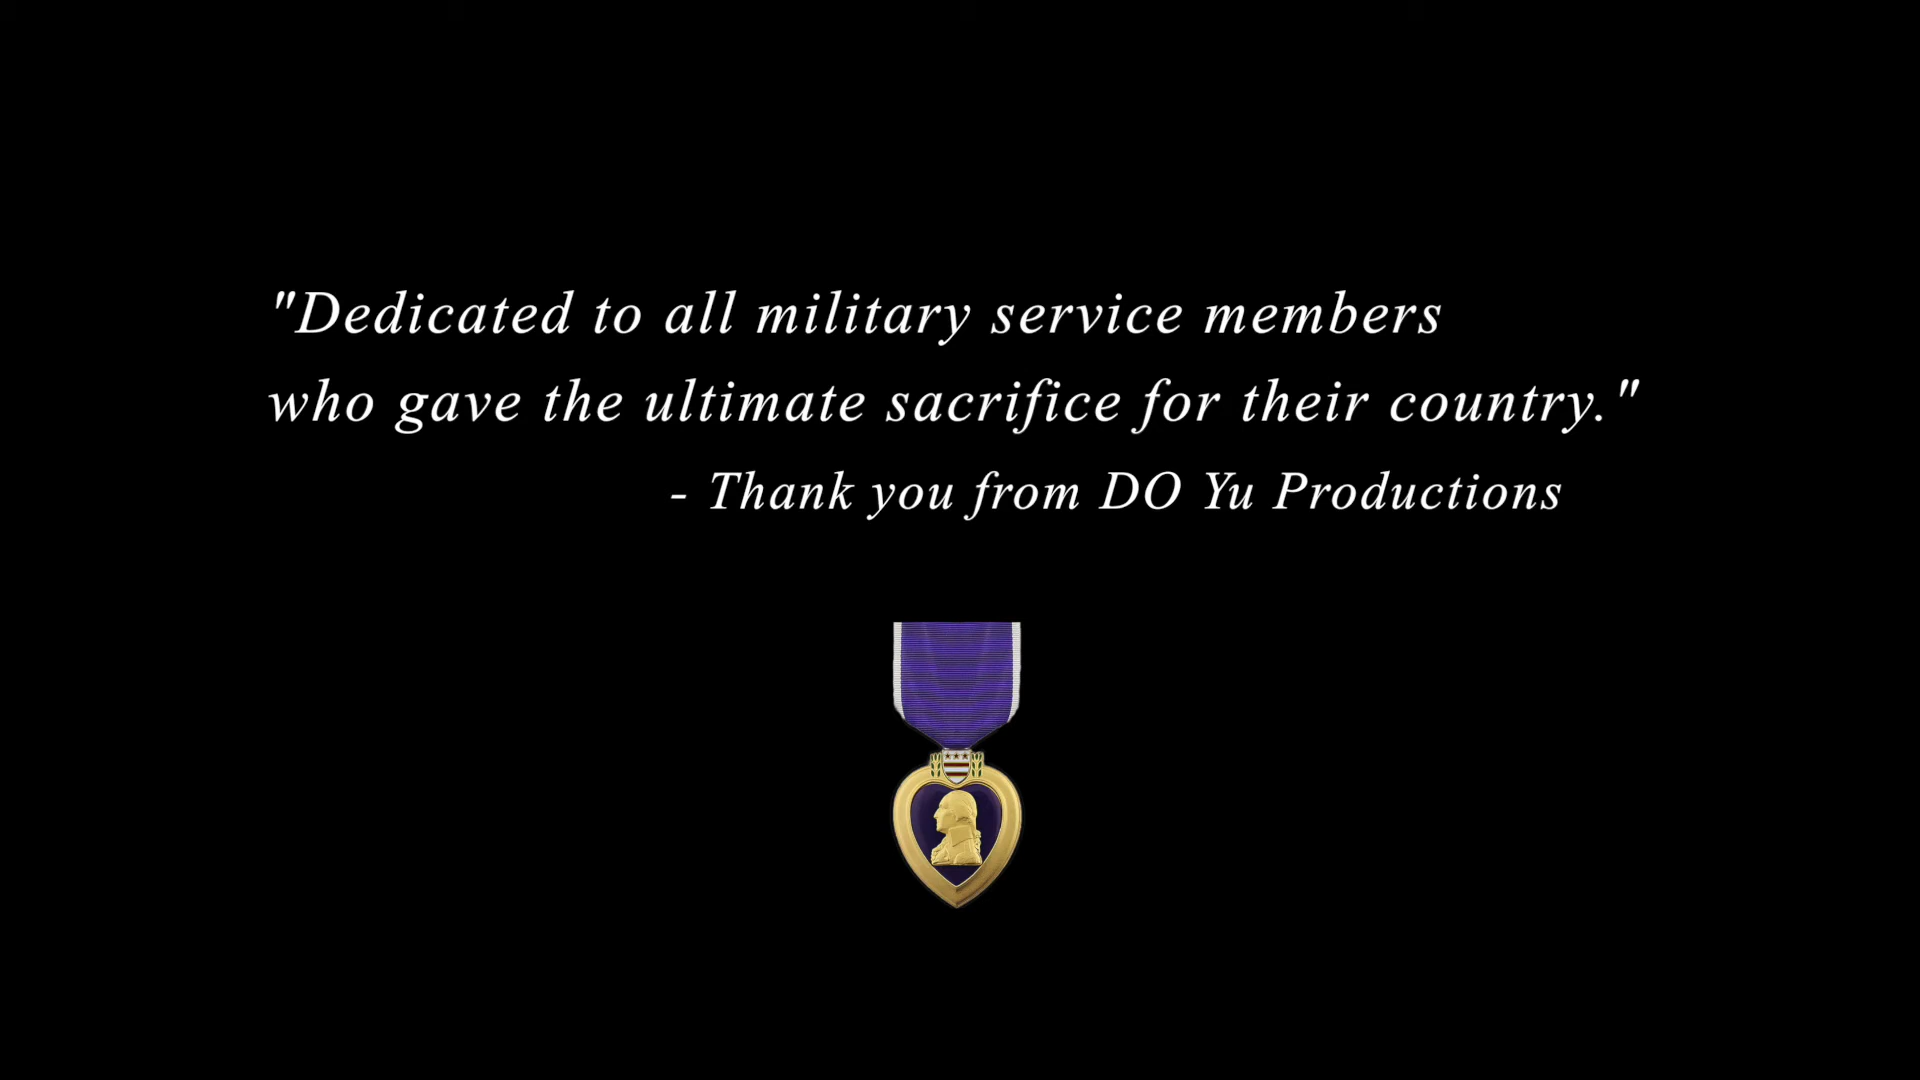 "Dedicated to all military service members
who gave the ultimate sacrifice for their country."
- Thank you from DO Yu Productions